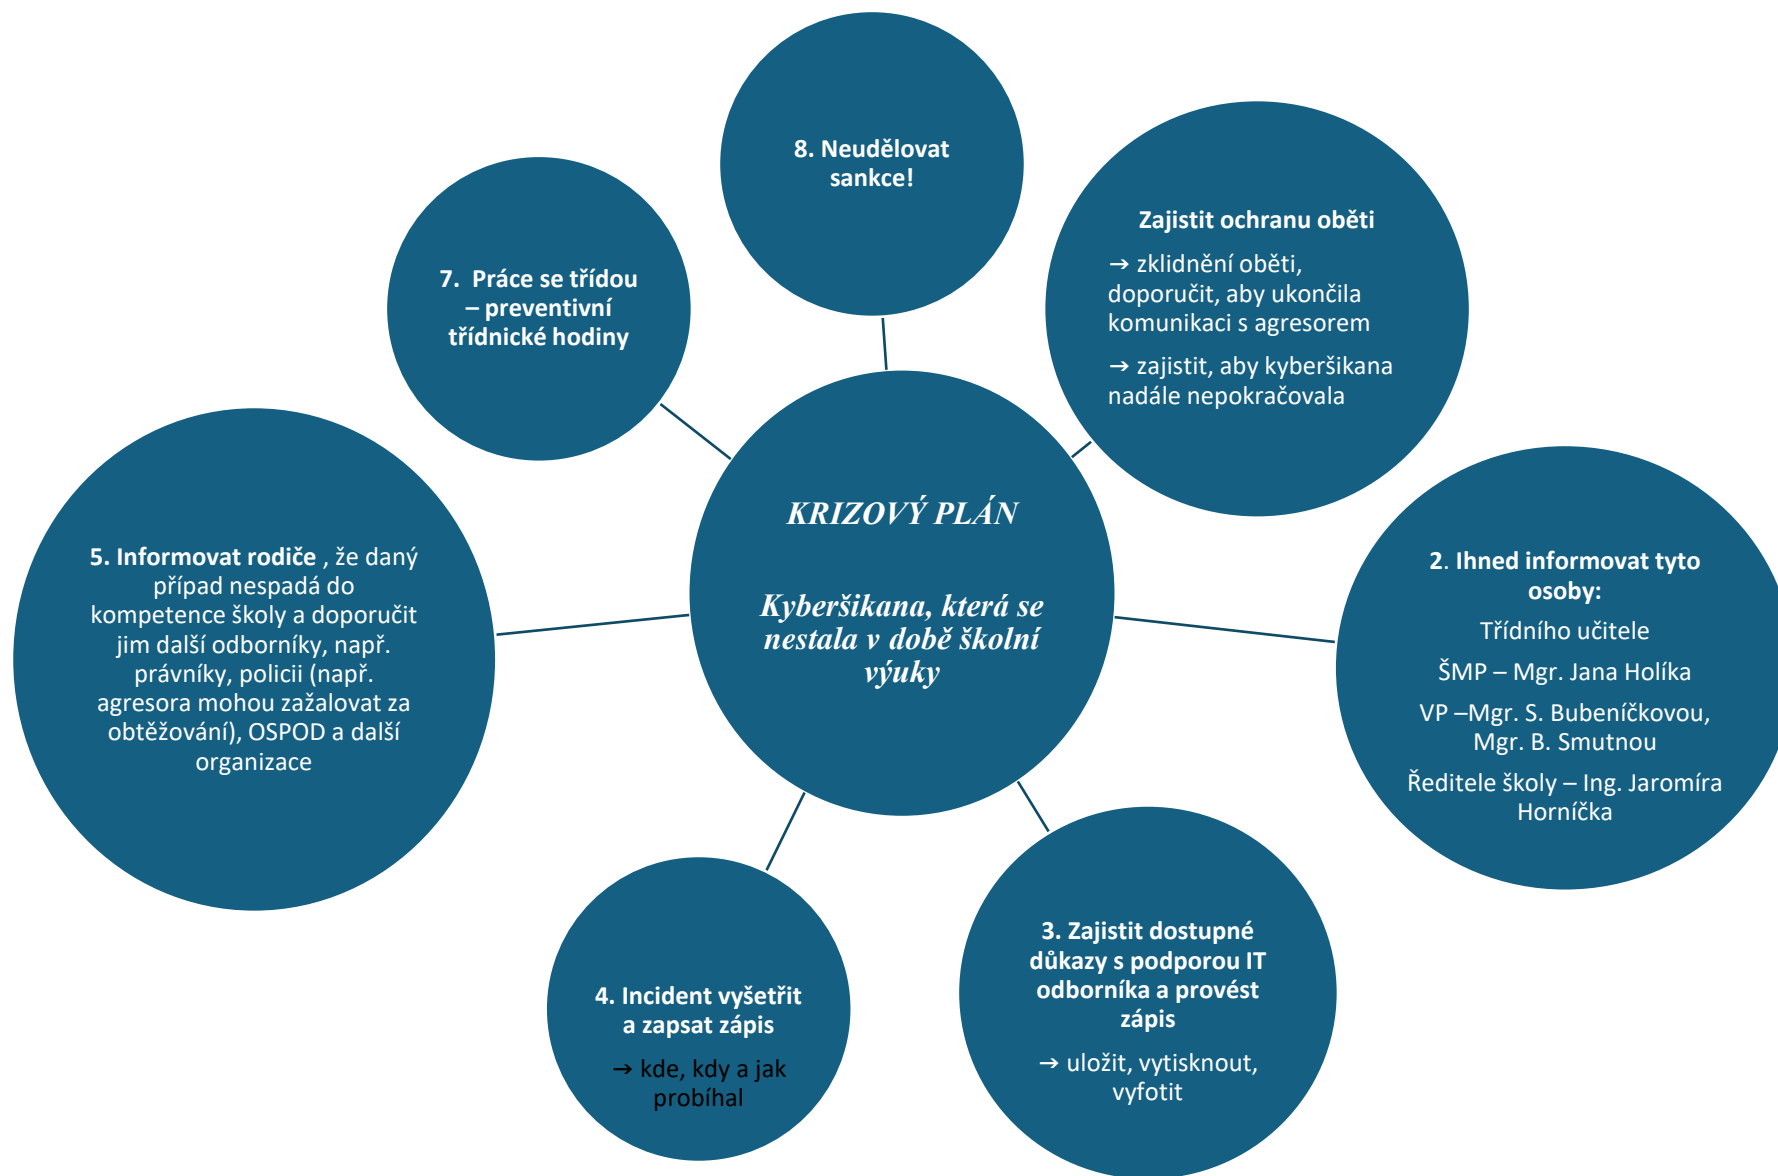 KRIZOVÝ PLÁN
Kyberšikana, která se
nestala v době školní
výuky
Zajistit ochranu oběti
→ zklidnění oběti,
doporučit, aby ukončila
komunikaci s agresorem
→ zajistit, aby kyberšikana
nadále nepokračovala
2. Ihned informovat tyto
osoby:
Třídního učitele
ŠMP – Mgr. Jana Holíka
VP –Mgr. S. Bubeníčkovou,
Mgr. B. Smutnou
Ředitele školy – Ing. Jaromíra
Horníčka
3. Zajistit dostupné
důkazy s podporou IT
odborníka a provést
zápis
→ uložit, vytisknout,
vyfotit
4. Incident vyšetřit
a zapsat zápis
→ kde, kdy a jak
probíhal
5. Informovat rodiče , že daný
případ nespadá do
kompetence školy a doporučit
jim další odborníky, např.
právníky, policii (např.
agresora mohou zažalovat za
obtěžování), OSPOD a další
organizace
7. Práce se třídou
– preventivní
třídnické hodiny
8. Neudělovat
sankce!